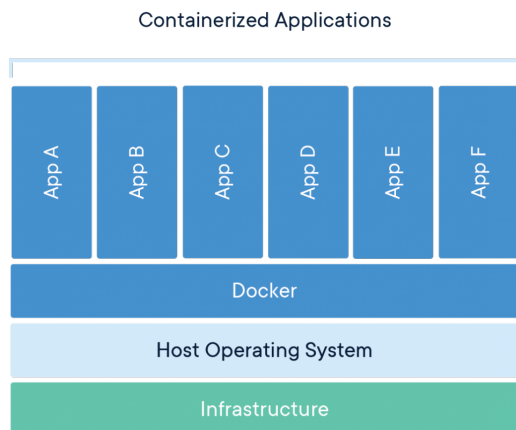 Containerized Applications
App A
App B
App C
App D
App E
App F
Docker
Host Operating System
Infrastructure